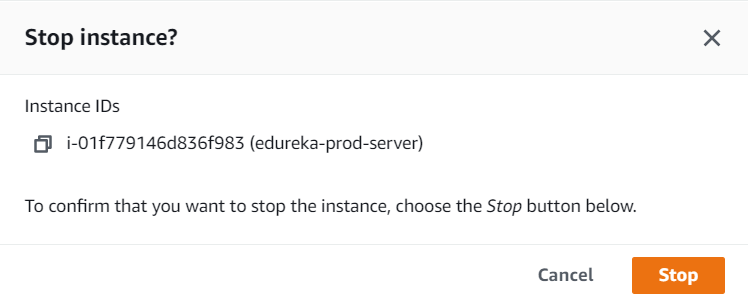 Stop instance?
Instance IDs
i-01f779146d836f983 (edureka-prod-server)
To confirm that you want to stop the instance, choose the Stop button below.
Cancel Stop